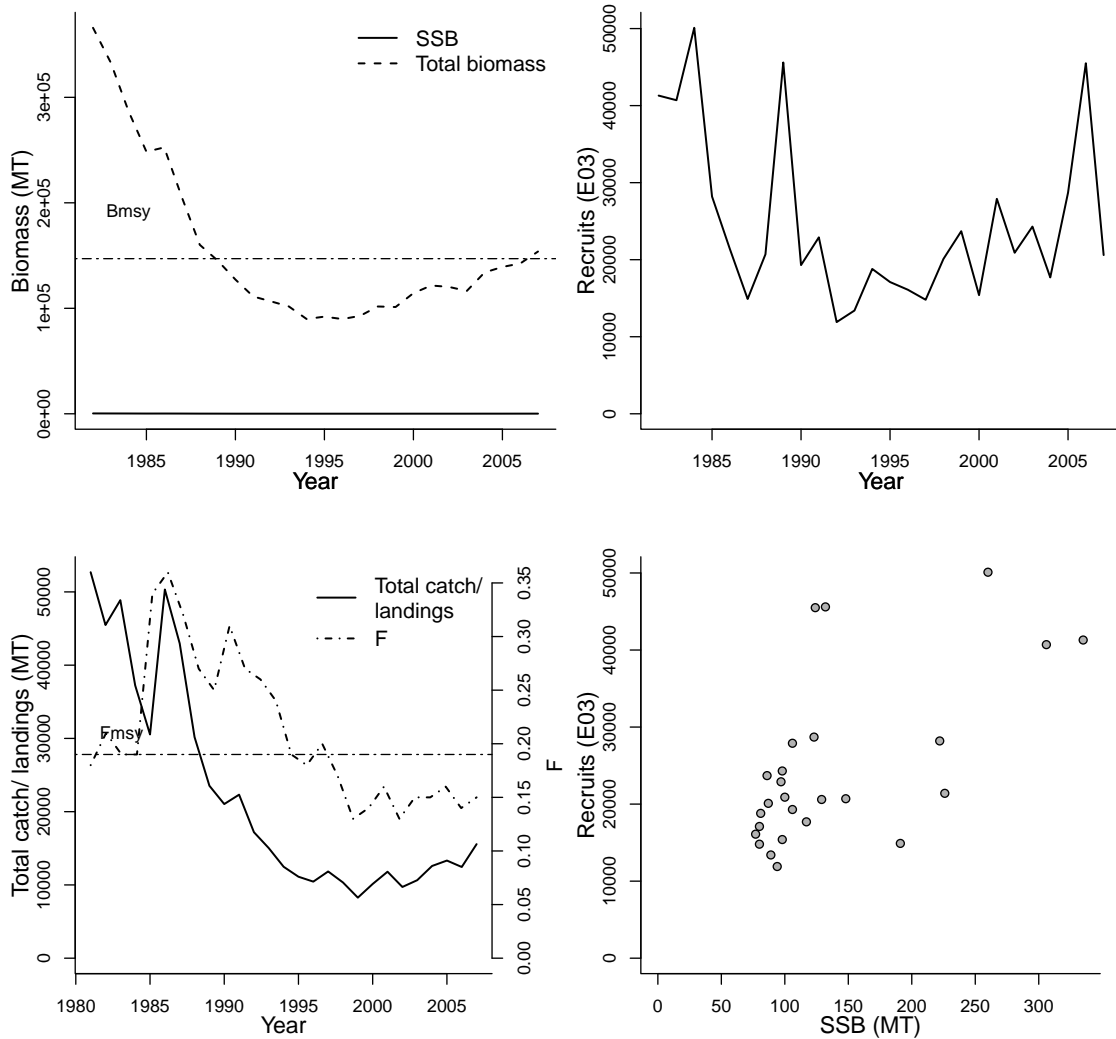 SSB
Total biomass
Bmsy
Biomass (MT)
0e+00
1e+05
2e+05
3e+05
1985
1990
1995
2000
2005
Year
Recruits (E03)
0
10000
20000
30000
40000
50000
1985
1990
1995
2000
2005
Year
Total catch/
landings
F
Fmsy
Total catch/ landings (MT)
0
10000
20000
30000
40000
50000
0.00
0.05
0.10
0.15
0.20
0.25
0.30
0.35
F
1980
1985
1990
1995
2000
2005
Year
Recruits (E03)
0
10000
20000
30000
40000
50000
0
50
100
150
200
250
300
SSB (MT)